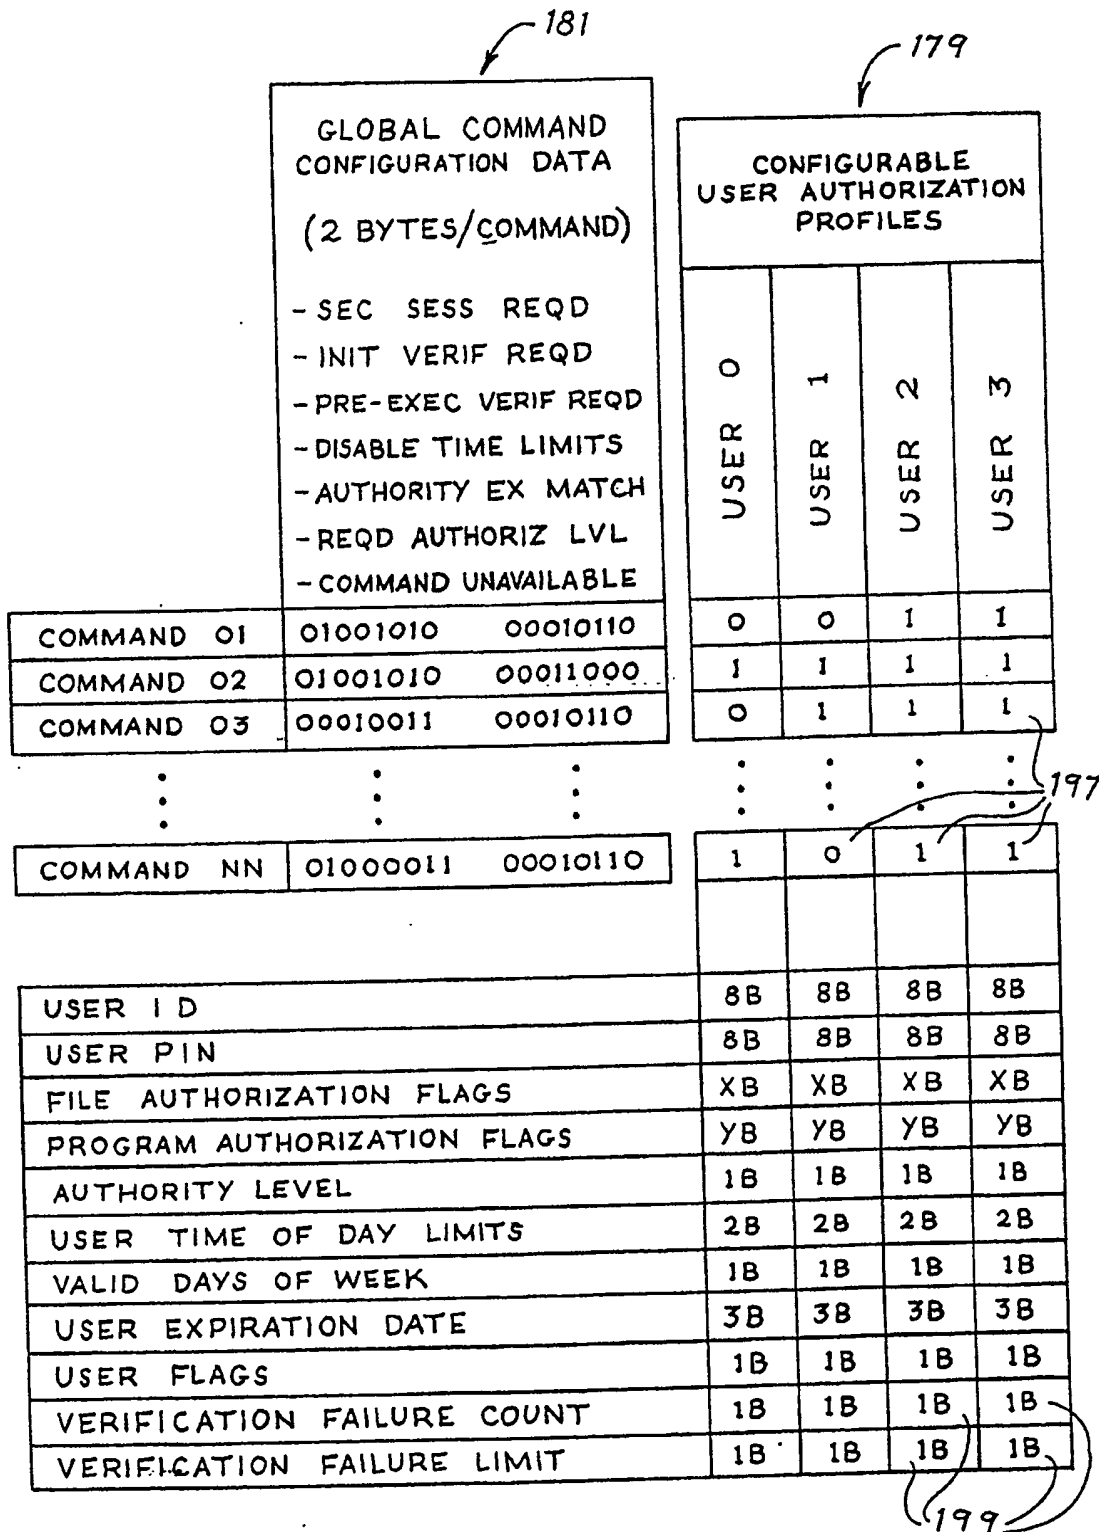 181
179
GLOBAL COMMAND
CONFIGURATION DATA
(2 BYTES/COMMAND)
- SEC SESS REQD
- INIT VERIF REQD
- PRE-EXEC VERIF REQD
- DISABLE TIME LIMITS
- AUTHORITY EX MATCH
- REQD AUTHORIZ LVL
- COMMAND UNAVAILABLE
CONFIGURABLE
USER AUTHORIZATION
PROFILES
USER 0
USER 1
USER 2
USER 3
COMMAND 01 01001010 00010110 0 0 1 1
COMMAND 02 01001010 00011000 1 1 1 1
COMMAND 03 00010011 00010110 0 1 1 1
197
COMMAND NN 01000011 00010110 1 0 1 1
USER ID 8B 8B 8B 8B
USER PIN 8B 8B 8B 8B
FILE AUTHORIZATION FLAGS XB XB XB XB
PROGRAM AUTHORIZATION FLAGS YB YB YB YB
AUTHORITY LEVEL 1B 1B 1B 1B
USER TIME OF DAY LIMITS 2B 2B 2B 2B
VALID DAYS OF WEEK 1B 1B 1B 1B
USER EXPIRATION DATE 3B 3B 3B 3B
USER FLAGS 1B 1B 1B 1B
VERIFICATION FAILURE COUNT 1B 1B 1B 1B
VERIFICATION FAILURE LIMIT 1B 1B 1B 1B
199